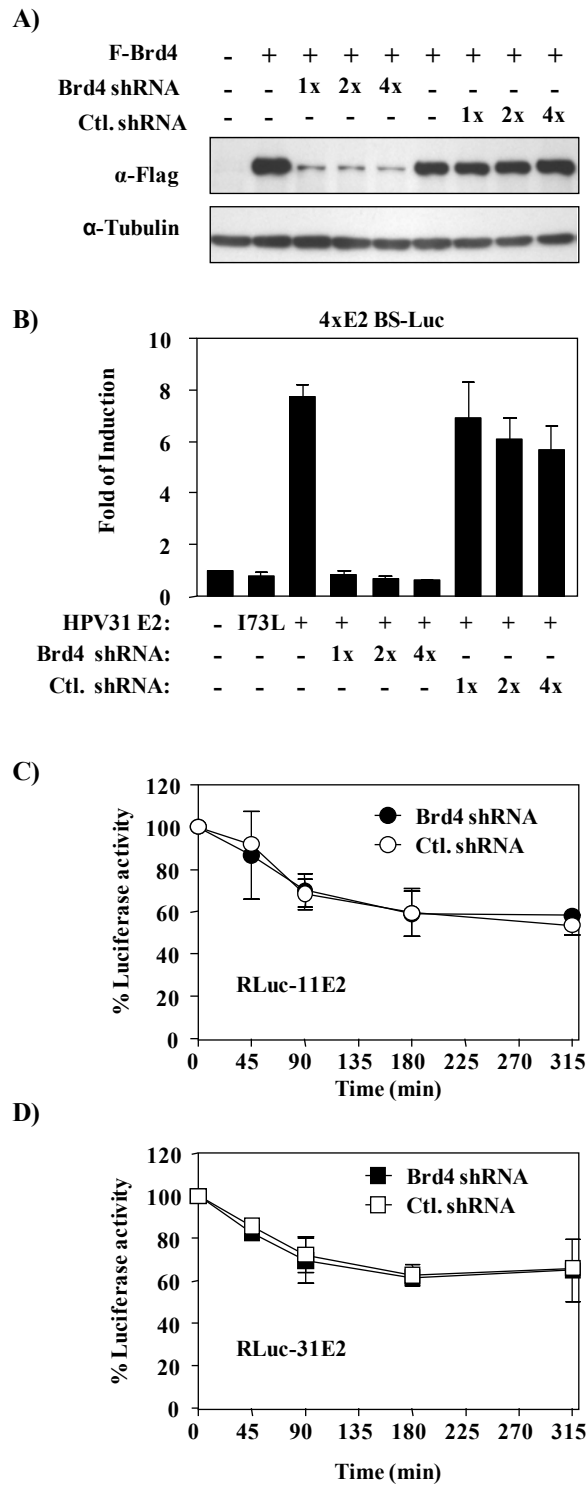 A)
F-Brd4 - + + + + + + + +
Brd4 shRNA - - 1x 2x 4x - - - -
Ctl. shRNA - - - - - - 1x 2x 4x
α-Flag
α-Tubulin
B)
4xE2 BS-Luc
Fold of Induction
10
8
6
4
2
0
HPV31 E2: - I73L + + + + + + +
Brd4 shRNA: - - - 1x 2x 4x - - -
Ctl. shRNA: - - - - - - 1x 2x 4x
C)
% Luciferase activity
120
100
80
60
40
20
0
Brd4 shRNA
Ctl. shRNA
RLuc-11E2
0 45 90 135 180 225 270 315
Time (min)
D)
% Luciferase activity
120
100
80
60
40
20
0
Brd4 shRNA
Ctl. shRNA
RLuc-31E2
0 45 90 135 180 225 270 315
Time (min)